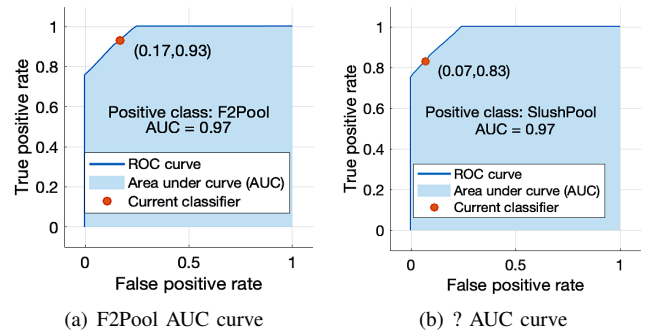 1
0.8
0.6
0.4
0.2
0
True positive rate
(0.17,0.93)
Positive class: F2Pool
AUC = 0.97
ROC curve
Area under curve (AUC)
Current classifier
0
0.5
1
False positive rate
(a) F2Pool AUC curve
1
0.8
0.6
0.4
0.2
0
True positive rate
(0.07,0.83)
Positive class: SlushPool
AUC = 0.97
ROC curve
Area under curve (AUC)
Current classifier
0
0.5
1
False positive rate
(b) ? AUC curve